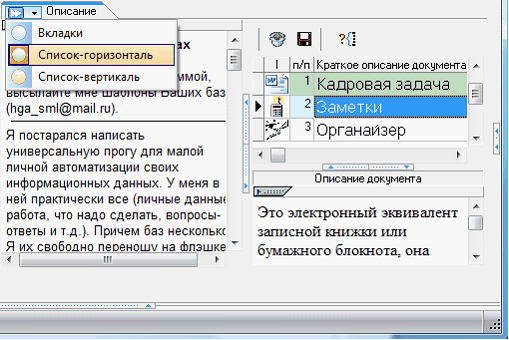 Описание
Вкладки
Список-горизонталь
Список-вертикаль
ах
ммой,
высылайте мне шаблоны Ваших баз
(hga_sml@mail.ru).
Я постарался написать
универсальную прогу для малой
личной автоматизации своих
информационных данных. У меня в
ней практически все (личные данные
работа, что надо сделать, вопросы-
ответы и т.д.). Причем баз несколько
Я их свободно переношу на флэшке
I п/п Краткое описание документа
1 Кадровая задача
2 Заметки
3 Органайзер
Описание документа
Это электронный эквивалент
записной книжки или
бумажного блокнота, она